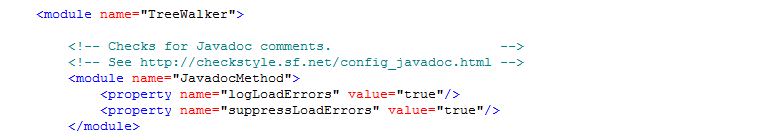 <module name="TreeWalker">
<!-- Checks for Javadoc comments. -->
<!-- See http://checkstyle.sf.net/config_javadoc.html -->
<module name="JavadocMethod">
<property name="logLoadErrors" value="true"/>
<property name="suppressLoadErrors" value="true"/>
</module>